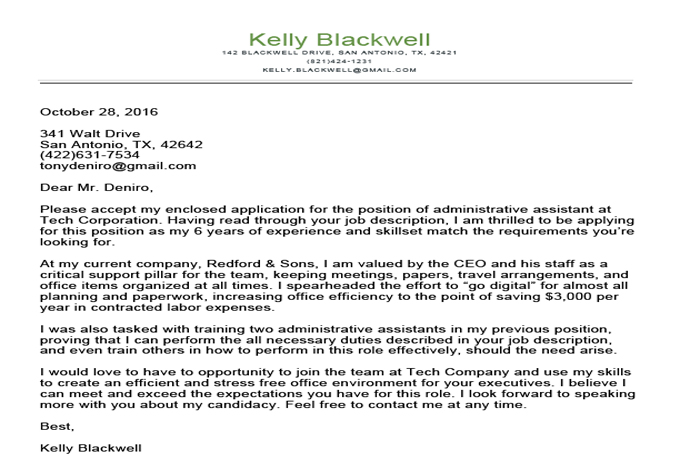 Kelly Blackwell
142 BLACKWELL DRIVE, SAN ANTONIO, TX, 42421
(821)424-1231
KELLY.BLACKWELL@GMAIL.COM
October 28, 2016
341 Walt Drive
San Antonio, TX, 42642
(422)631-7534
tonydeniro@gmail.com
Dear Mr. Deniro,
Please accept my enclosed application for the position of administrative assistant at
Tech Corporation. Having read through your job description, I am thrilled to be applying
for this position as my 6 years of experience and skillset match the requirements you’re
looking for.
At my current company, Redford & Sons, I am valued by the CEO and his staff as a
critical support pillar for the team, keeping meetings, papers, travel arrangements, and
office items organized at all times. I spearheaded the effort to “go digital” for almost all
planning and paperwork, increasing office efficiency to the point of saving $3,000 per
year in contracted labor expenses.
I was also tasked with training two administrative assistants in my previous position,
proving that I can perform the all necessary duties described in your job description,
and even train others in how to perform in this role effectively, should the need arise.
I would love to have to opportunity to join the team at Tech Company and use my skills
to create an efficient and stress free office environment for your executives. I believe I
can meet and exceed the expectations you have for this role. I look forward to speaking
more with you about my candidacy. Feel free to contact me at any time.
Best,
Kelly Blackwell